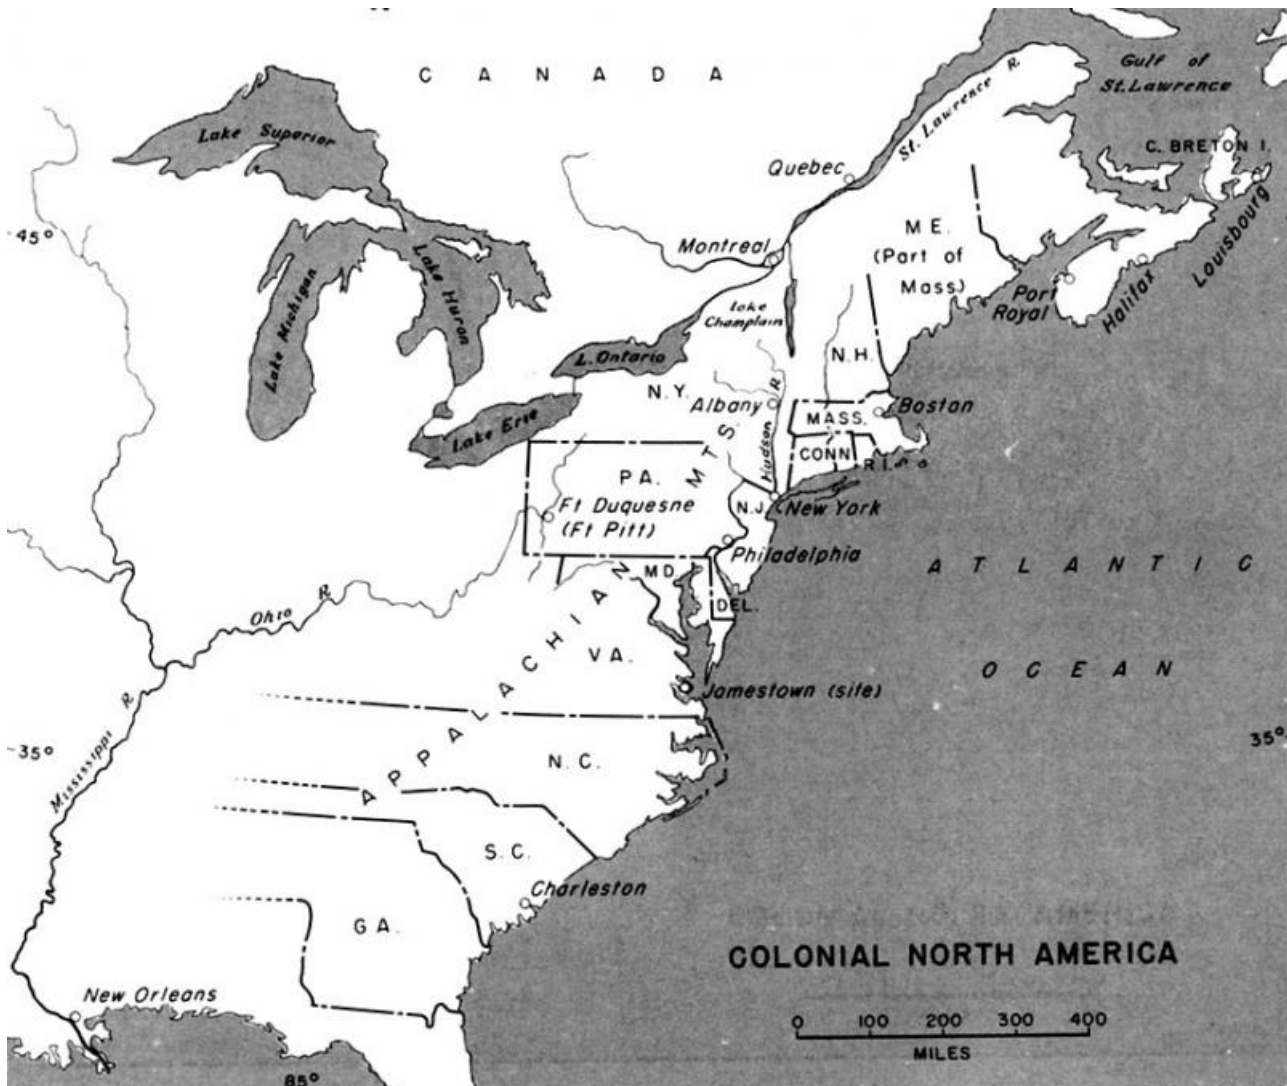 CANADA
Gulf of
St. Lawrence
St. Lawrence R.
Lake Superior
C. BRETON I.
Quebec
45°
Montreal
M E.
(Part of
Mass.)
Port
Royal
Halifax
Louisbourg
Lake Michigan
Lake Huron
Lake
Champlain
L. Ontario
N.H.
N.Y.
Albany
Hudson R.
MASS.
Boston
Lake Erie
CONN
R I.
PA.
N.J.
New York
Ft Duquesne
(Ft Pitt)
Philadelphia
ATLANTIC
OCEAN
MD
DEL.
Ohio R.
APPALACHIAN MTS
VA.
Jamestown (site)
Mississippi R.
35°
35°
N.C.
S.C.
Charleston
GA.
COLONIAL NORTH AMERICA
New Orleans
0 100 200 300 400
MILES
85°